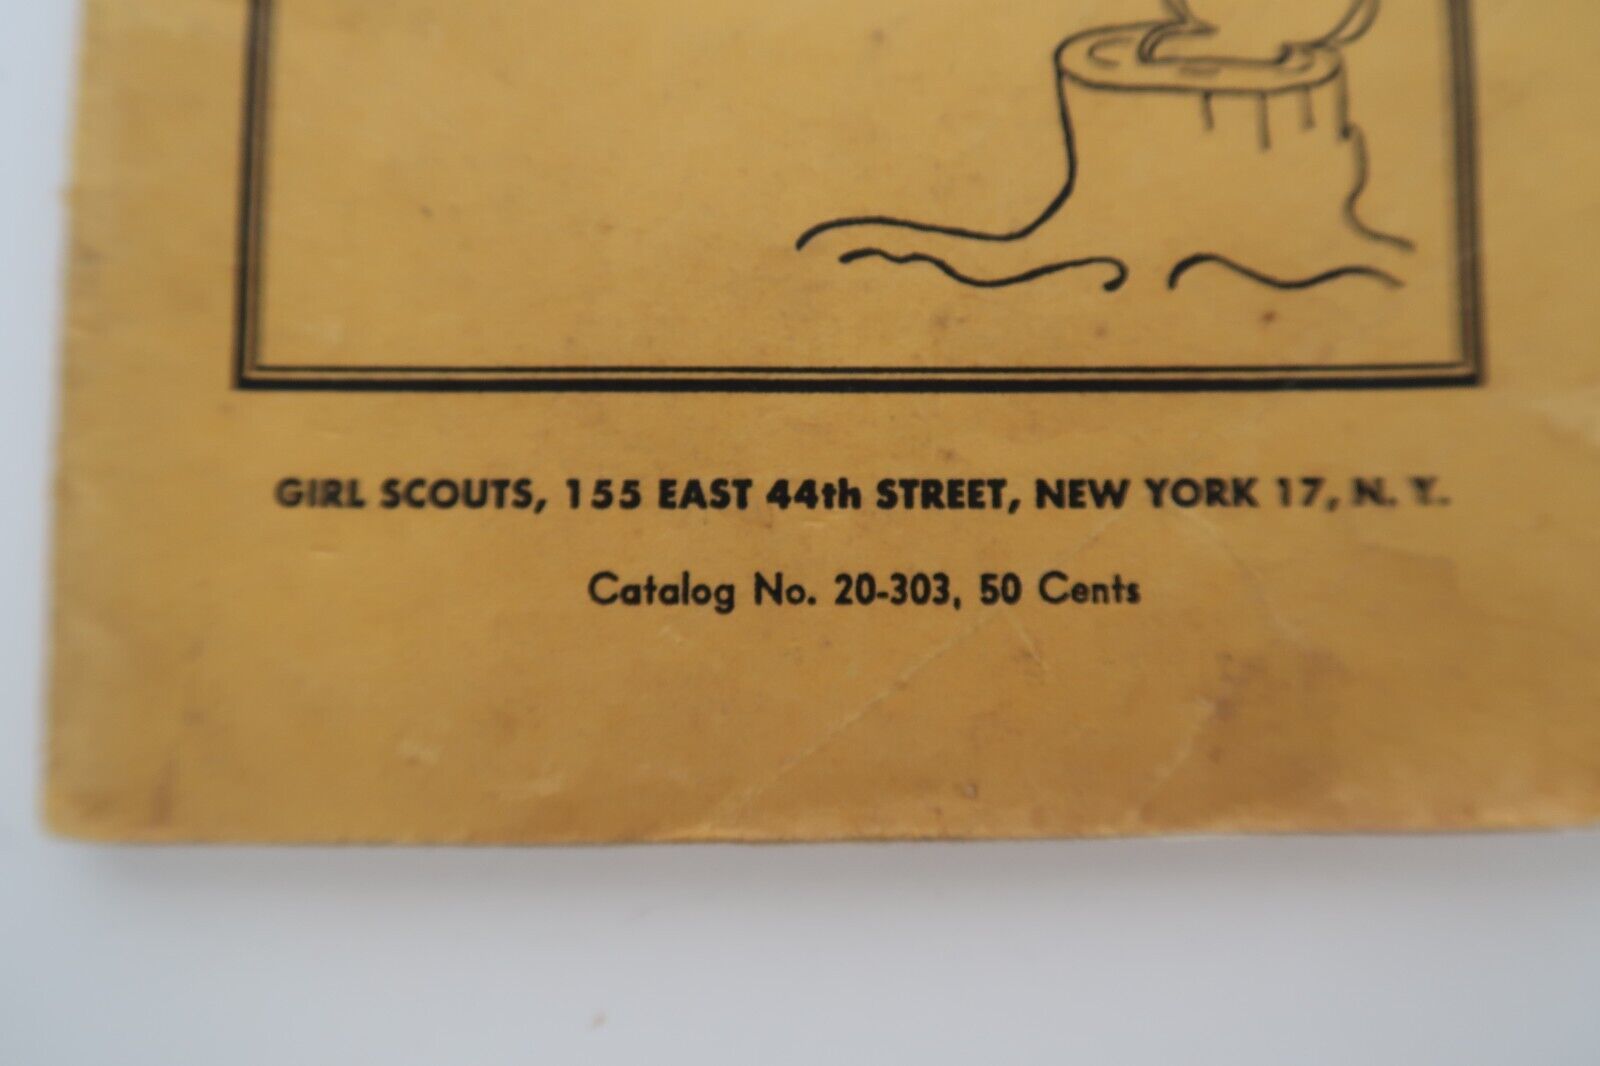 GIRL SCOUTS, 155 EAST 44th STREET, NEW YORK 17, N. Y.
Catalog No. 20-303, 50 Cents